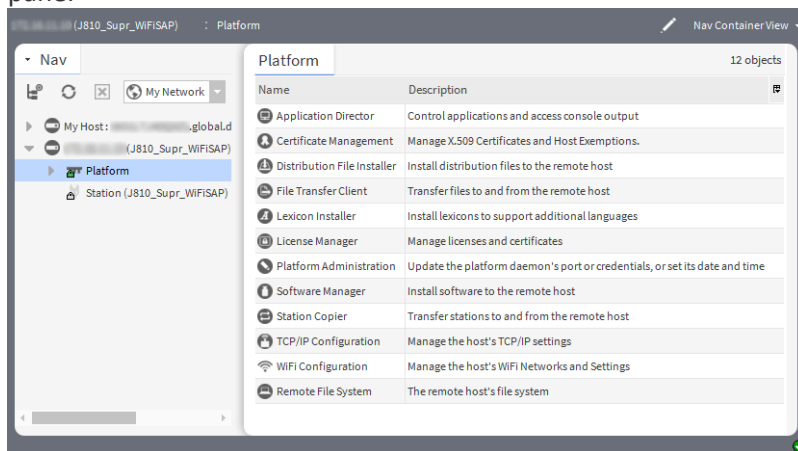 panel.
(J810_Supr_WiFiSAP) : Platform Nav Container View
Nav
My Network
My Host : .global.d
(J810_Supr_WiFiSAP)
Platform
Station (J810_Supr_WiFiSAP)
Platform 12 objects
Name Description
Application Director Control applications and access console output
Certificate Management Manage X.509 Certificates and Host Exemptions.
Distribution File Installer Install distribution files to the remote host
File Transfer Client Transfer files to and from the remote host
Lexicon Installer Install lexicons to support additional languages
License Manager Manage licenses and certificates
Platform Administration Update the platform daemon's port or credentials, or set its date and time
Software Manager Install software to the remote host
Station Copier Transfer stations to and from the remote host
TCP/IP Configuration Manage the host's TCP/IP settings
WiFi Configuration Manage the host's WiFi Networks and Settings
Remote File System The remote host's file system